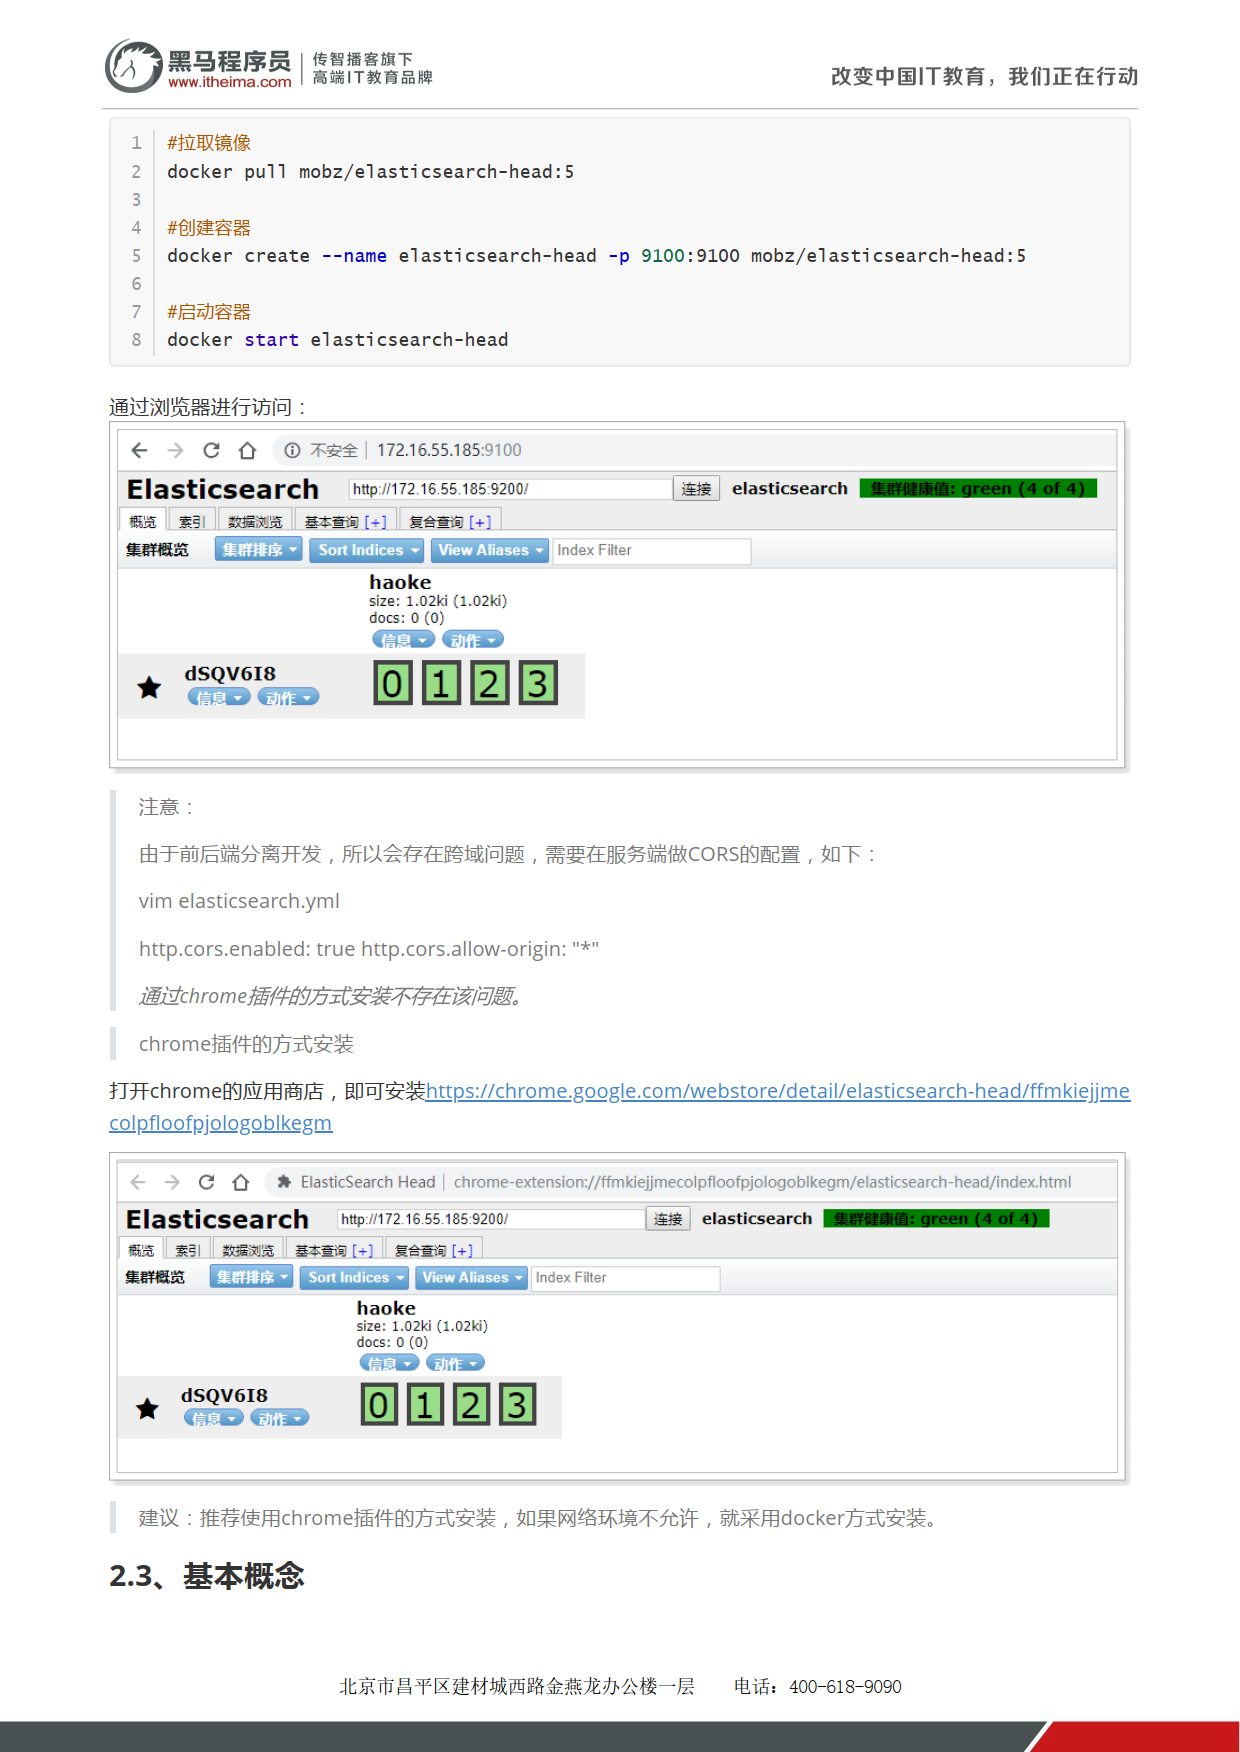 黑马程序员
www.itheima.com
传智播客旗下
高端IT教育品牌
改变中国IT教育，我们正在行动
1 #拉取镜像
2 docker pull mobz/elasticsearch-head:5
3
4 #创建容器
5 docker create --name elasticsearch-head -p 9100:9100 mobz/elasticsearch-head:5
6
7 #启动容器
8 docker start elasticsearch-head
通过浏览器进行访问：
不安全 | 172.16.55.185:9100
Elasticsearch http://172.16.55.185:9200/ 连接 elasticsearch 集群健康值: green (4 of 4)
概览 索引 数据浏览 基本查询 [+] 复合查询 [+]
集群概览 集群排序 Sort Indices View Aliases Index Filter
haoke
size: 1.02ki (1.02ki)
docs: 0 (0)
信息 动作
dSQV6I8 0 1 2 3
信息 动作
注意：
由于前后端分离开发，所以会存在跨域问题，需要在服务端做CORS的配置，如下：
vim elasticsearch.yml
http.cors.enabled: true http.cors.allow-origin: "*"
通过chrome插件的方式安装不存在该问题。
chrome插件的方式安装
打开chrome的应用商店，即可安装https://chrome.google.com/webstore/detail/elasticsearch-head/ffmkiejjme
colpfloofpjologoblkegm
ElasticSearch Head | chrome-extension://ffmkiejjmecolpfloofpjologoblkegm/elasticsearch-head/index.html
Elasticsearch http://172.16.55.185:9200/ 连接 elasticsearch 集群健康值: green (4 of 4)
概览 索引 数据浏览 基本查询 [+] 复合查询 [+]
集群概览 集群排序 Sort Indices View Aliases Index Filter
haoke
size: 1.02ki (1.02ki)
docs: 0 (0)
信息 动作
dSQV6I8 0 1 2 3
信息 动作
建议：推荐使用chrome插件的方式安装，如果网络环境不允许，就采用docker方式安装。
2.3、基本概念
北京市昌平区建材城西路金燕龙办公楼一层 电话：400-618-9090